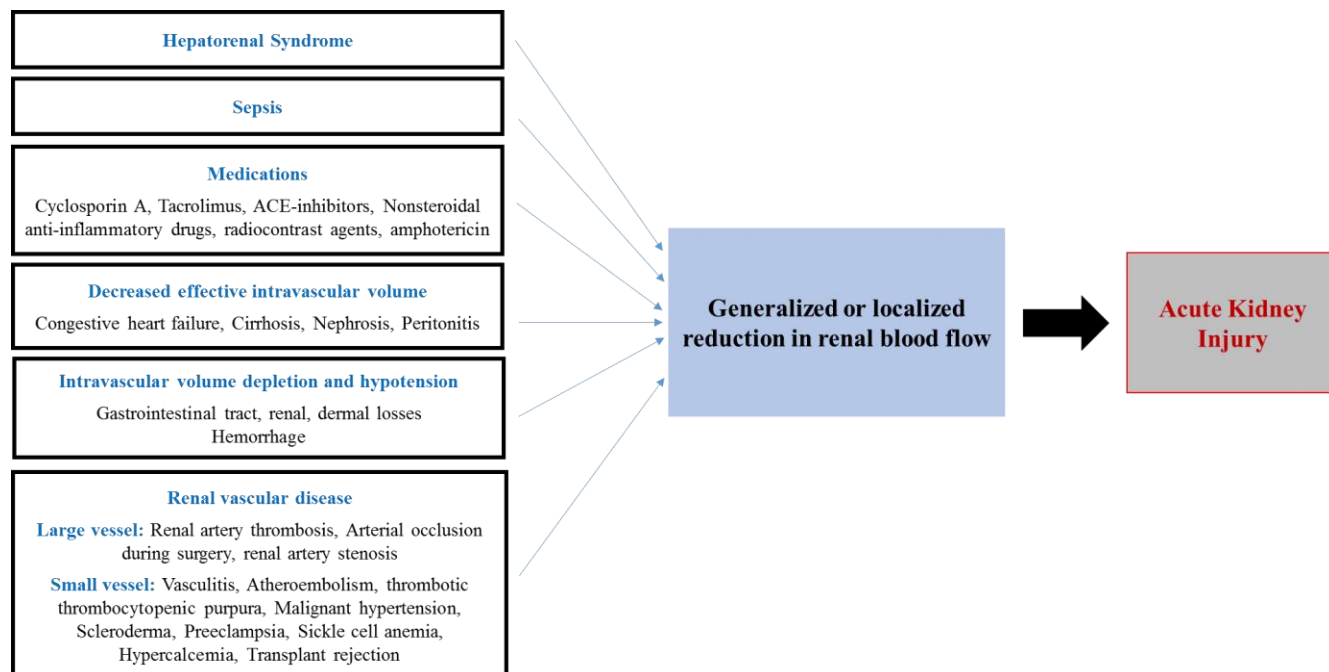 Hepatorenal Syndrome
Sepsis
Medications
Cyclosporin A, Tacrolimus, ACE-inhibitors, Nonsteroidal
anti-inflammatory drugs, radiocontrast agents, amphotericin
Decreased effective intravascular volume
Congestive heart failure, Cirrhosis, Nephrosis, Peritonitis
Intravascular volume depletion and hypotension
Gastrointestinal tract, renal, dermal losses
Hemorrhage
Renal vascular disease
Large vessel: Renal artery thrombosis, Arterial occlusion
during surgery, renal artery stenosis
Small vessel: Vasculitis, Atheroembolism, thrombotic
thrombocytopenic purpura, Malignant hypertension,
Scleroderma, Preeclampsia, Sickle cell anemia,
Hypercalcemia, Transplant rejection
Generalized or localized
reduction in renal blood flow
Acute Kidney
Injury